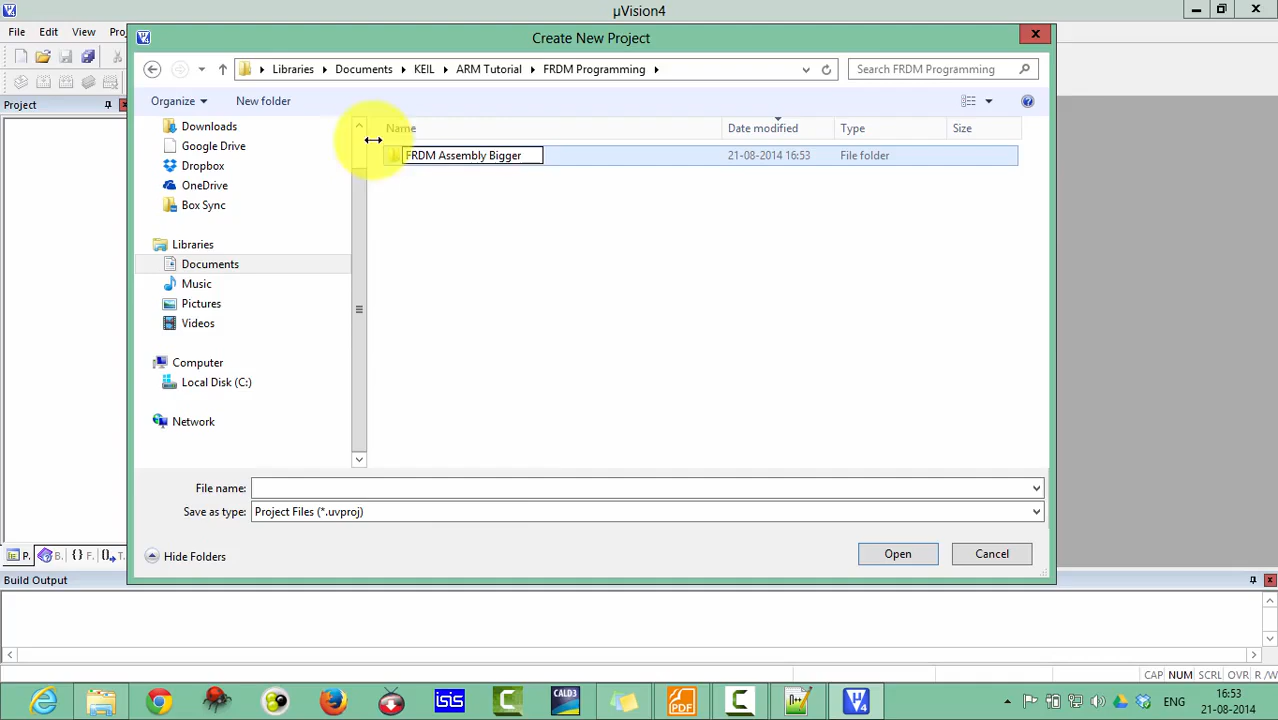 µVision4
File Edit View Pro
Create New Project
Libraries Documents KEIL ARM Tutorial FRDM Programming
Search FRDM Programming
Organize
New folder
Project
Downloads
Google Drive
Dropbox
OneDrive
Box Sync
Libraries
Documents
Music
Pictures
Videos
Computer
Local Disk (C:)
Network
Name Date modified Type Size
FRDM Assembly Bigger 21-08-2014 16:53 File folder
File name:
Save as type: Project Files (*.uvproj)
Hide Folders
Open Cancel
P. B. {} F. {} T.
Build Output
CAP NUM SCRL OVR R /W
isis
CALD3
PDF
ENG
16:53
21-08-2014